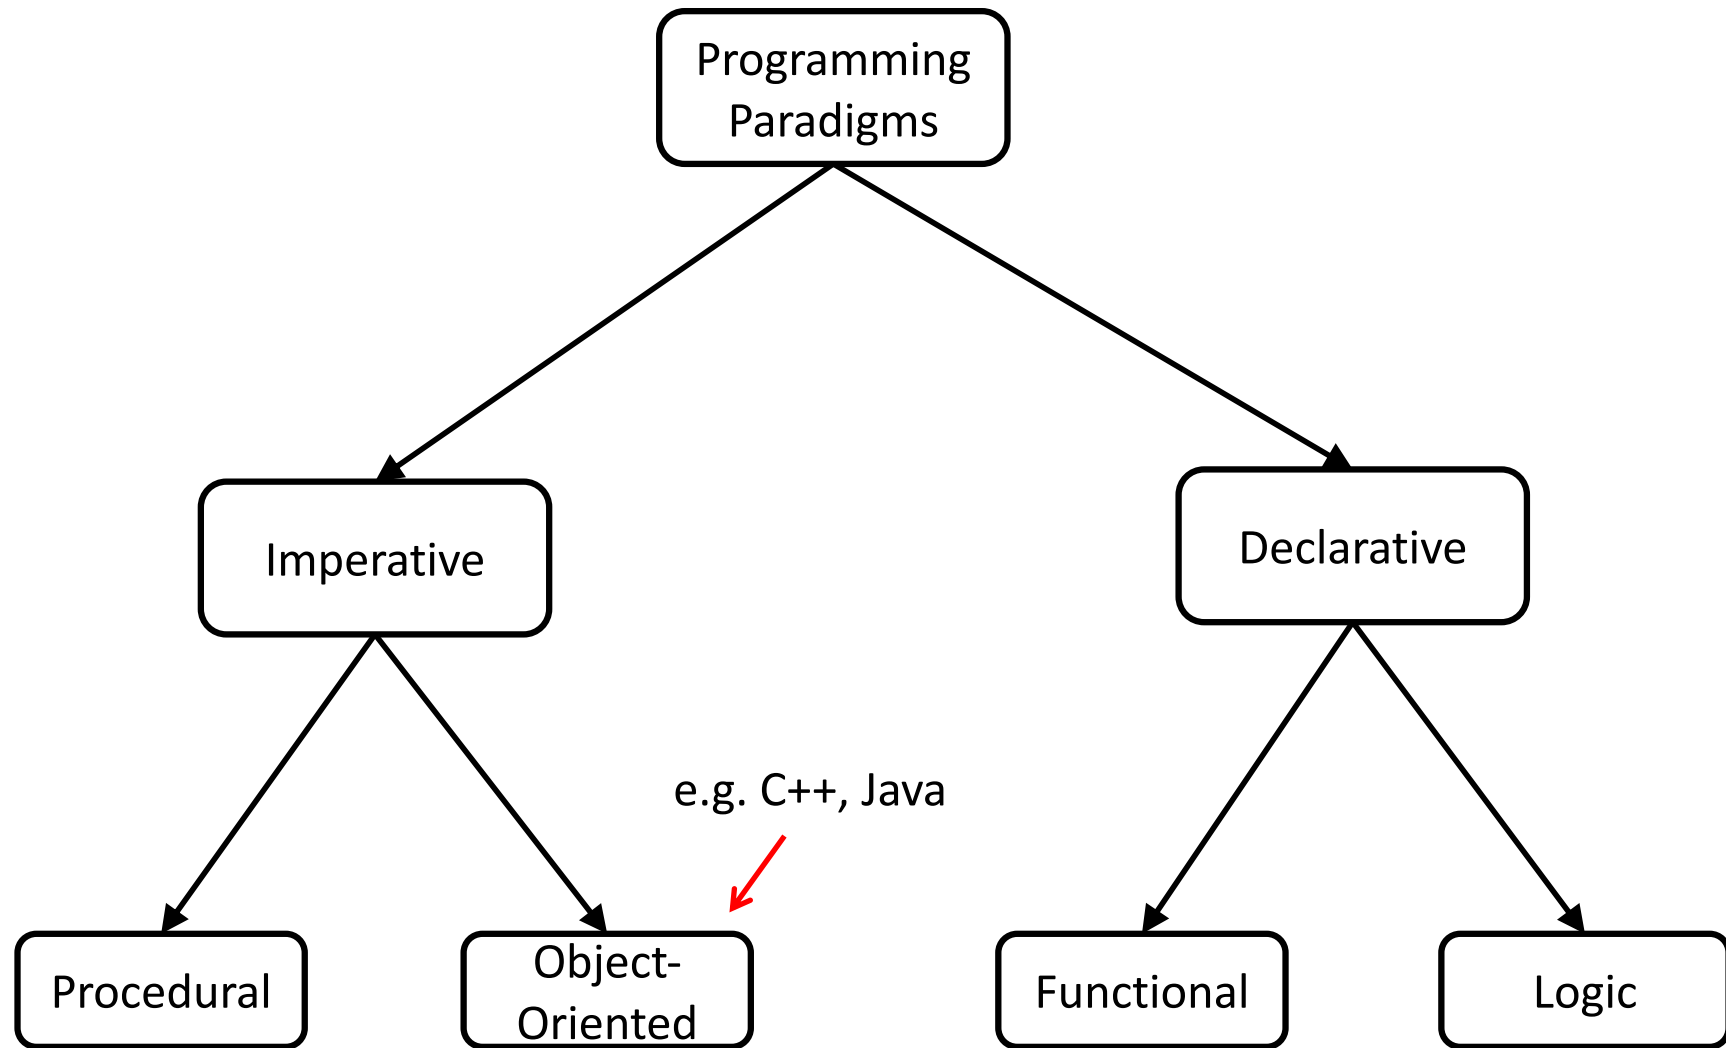 Programming
Paradigms
Imperative
Declarative
e.g. C++, Java
Procedural
Object-
Oriented
Functional
Logic